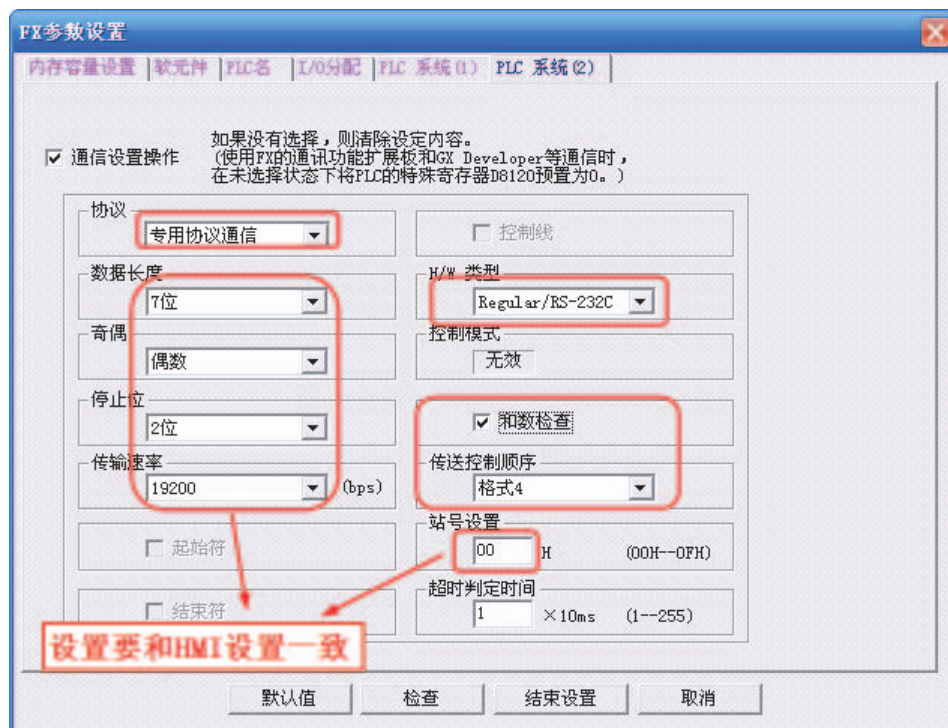 FX参数设置
内存容量设置 软元件 PLC名 I/O分配 PLC 系统(1) PLC 系统(2)
如果没有选择，则清除设定内容。
通信设置操作
(使用FX的通讯功能扩展板和GX Developer等通信时，
在未选择状态下将PLC的特殊寄存器D8120预置为0。)
协议
专用协议通信
控制线
数据长度
7位
H/W 类型
Regular/RS-232C
奇偶
偶数
控制模式
无效
停止位
2位
和数检查
传输速率
19200 (bps)
传送控制顺序
格式4
起始符
站号设置
00 H (00H--0FH)
结束符
超时判定时间
1 ×10ms (1--255)
设置要和HMI设置一致
默认值 检查 结束设置 取消